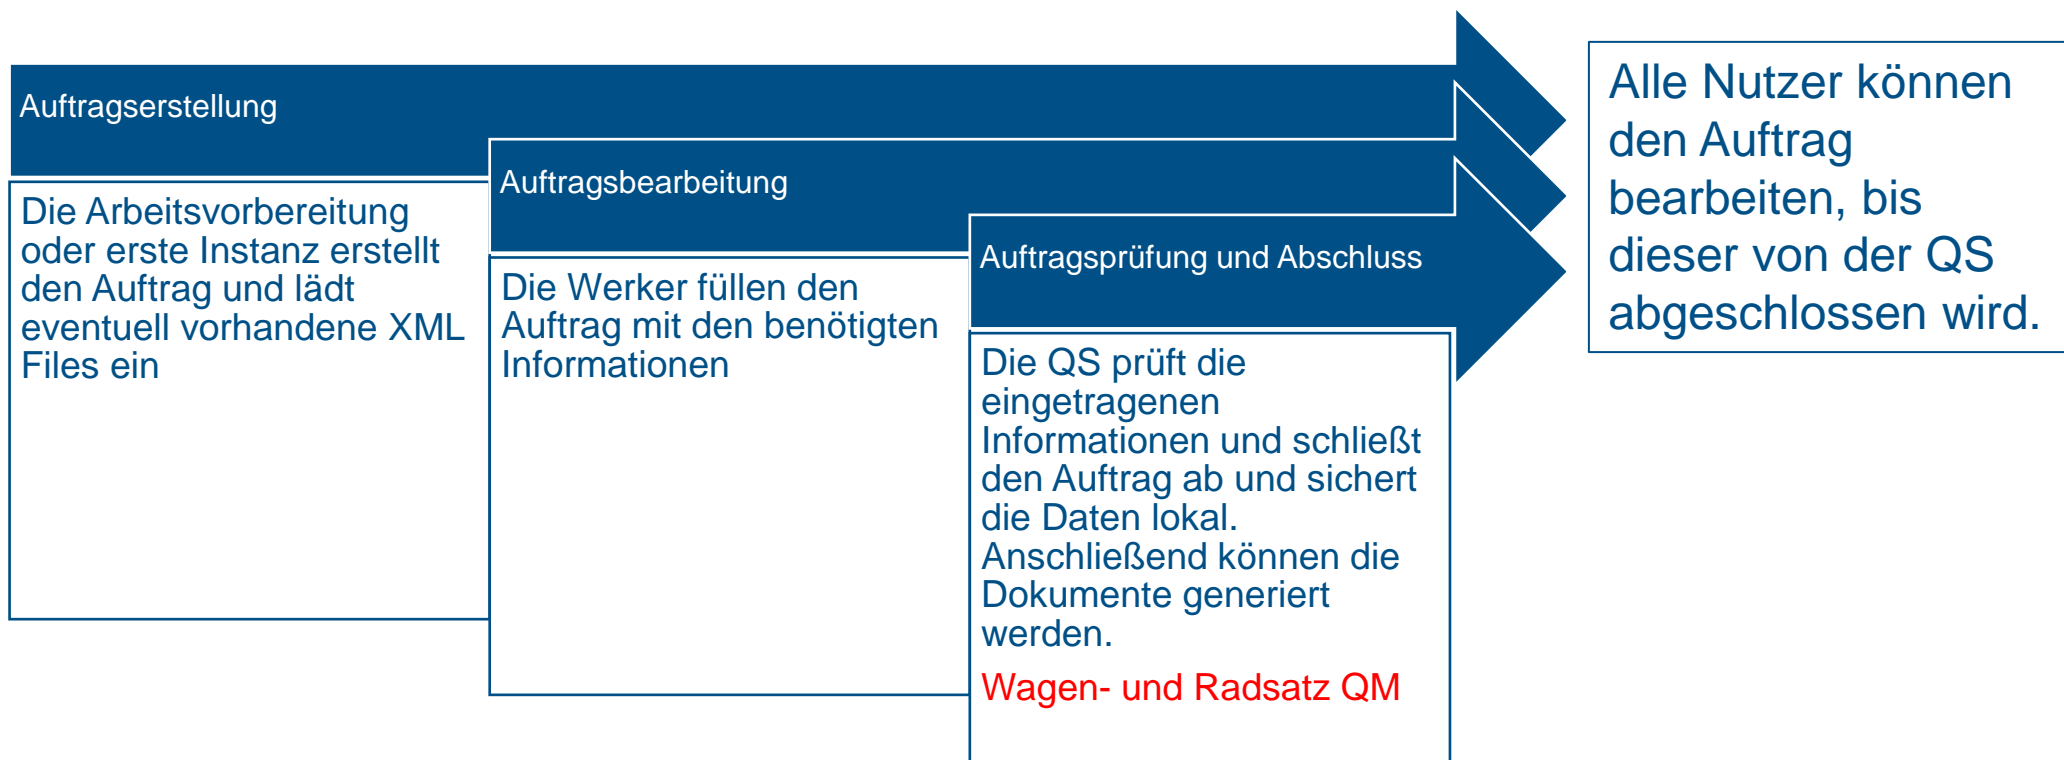 Auftragserstellung
Die Arbeitsvorbereitung
oder erste Instanz erstellt
den Auftrag und lädt
eventuell vorhandene XML
Files ein
Auftragsbearbeitung
Die Werker füllen den
Auftrag mit den benötigten
Informationen
Auftragsprüfung und Abschluss
Die QS prüft die
eingetragenen
Informationen und schließt
den Auftrag ab und sichert
die Daten lokal.
Anschließend können die
Dokumente generiert
werden.
Wagen- und Radsatz QM
Alle Nutzer können
den Auftrag
bearbeiten, bis
dieser von der QS
abgeschlossen wird.